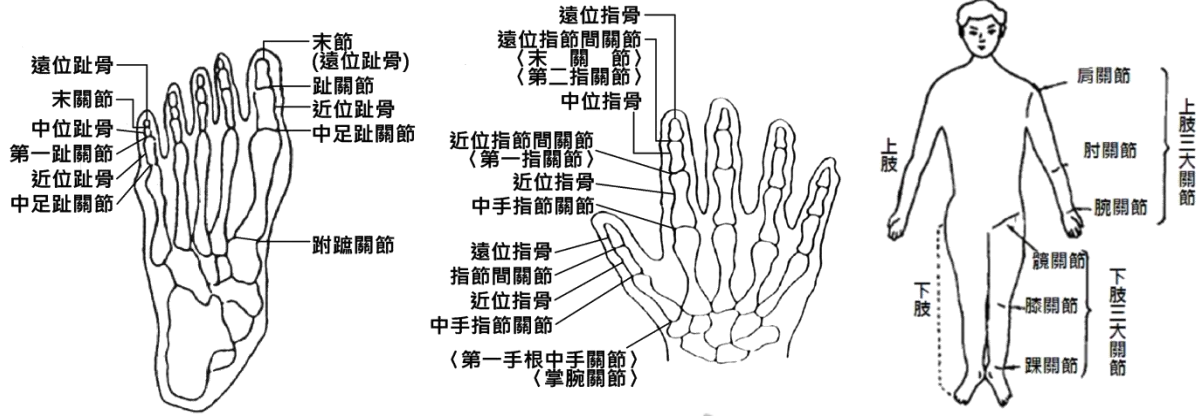 遠位趾骨
末關節
中位趾骨
第一趾關節
近位趾骨
中足趾關節
末節
(遠位趾骨)
趾關節
近位趾骨
中足趾關節
跗蹠關節
遠位指骨
遠位指節間關節
〈末關節〉
〈第二指關節〉
中位指骨
近位指節間關節
〈第一指關節〉
近位指骨
中手指節關節
遠位指骨
指節間關節
近位指骨
中手指節關節
〈第一手根中手關節〉
〈掌腕關節〉
肩關節
肘關節
腕關節
上肢三大關節
上肢
髖關節
膝關節
踝關節
下肢三大關節
下肢